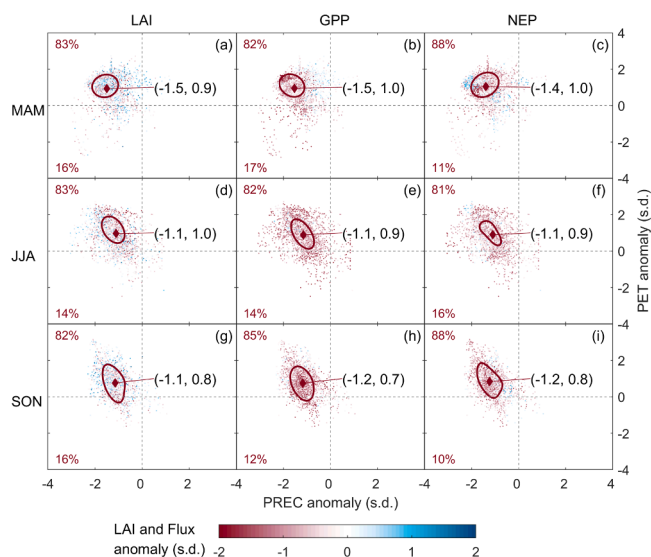 LAI GPP NEP
83% (a) 82% (b) 88% (c) 4
2
(-1.5, 0.9) (-1.5, 1.0) (-1.4, 1.0)
MAM 0
-2
16% 17% 11%
-4
83% (d) 82% (e) 81% (f)
2
(-1.1, 1.0) (-1.1, 0.9) (-1.1, 0.9)
JJA 0
-2
14% 14% 16%
-4
82% (g) 85% (h) 88% (i)
2
(-1.1, 0.8) (-1.2, 0.7) (-1.2, 0.8)
SON 0
-2
16% 12% 10%
-4 -2 0 2 -4 -2 0 2 -4 -2 0 2 4 4
PET anomaly (s.d.)
PREC anomaly (s.d.)
LAI and Flux
anomaly (s.d.)
-2 -1 0 1 2